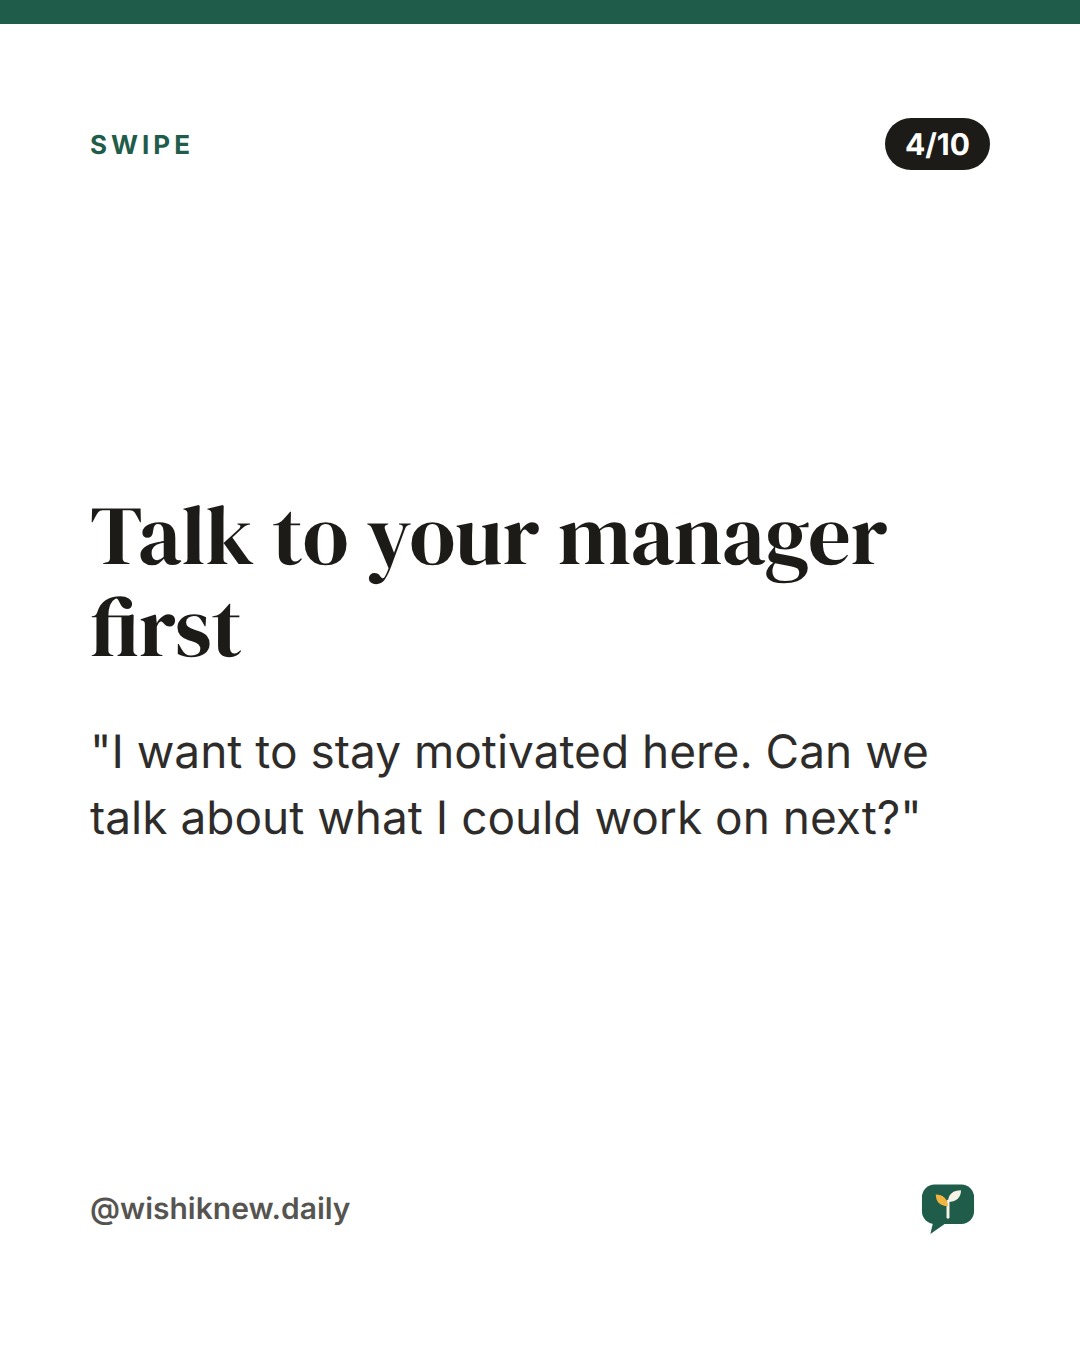 SWIPE
4/10
Talk to your manager
first
"I want to stay motivated here. Can we
talk about what I could work on next?"
@wishiknew.daily